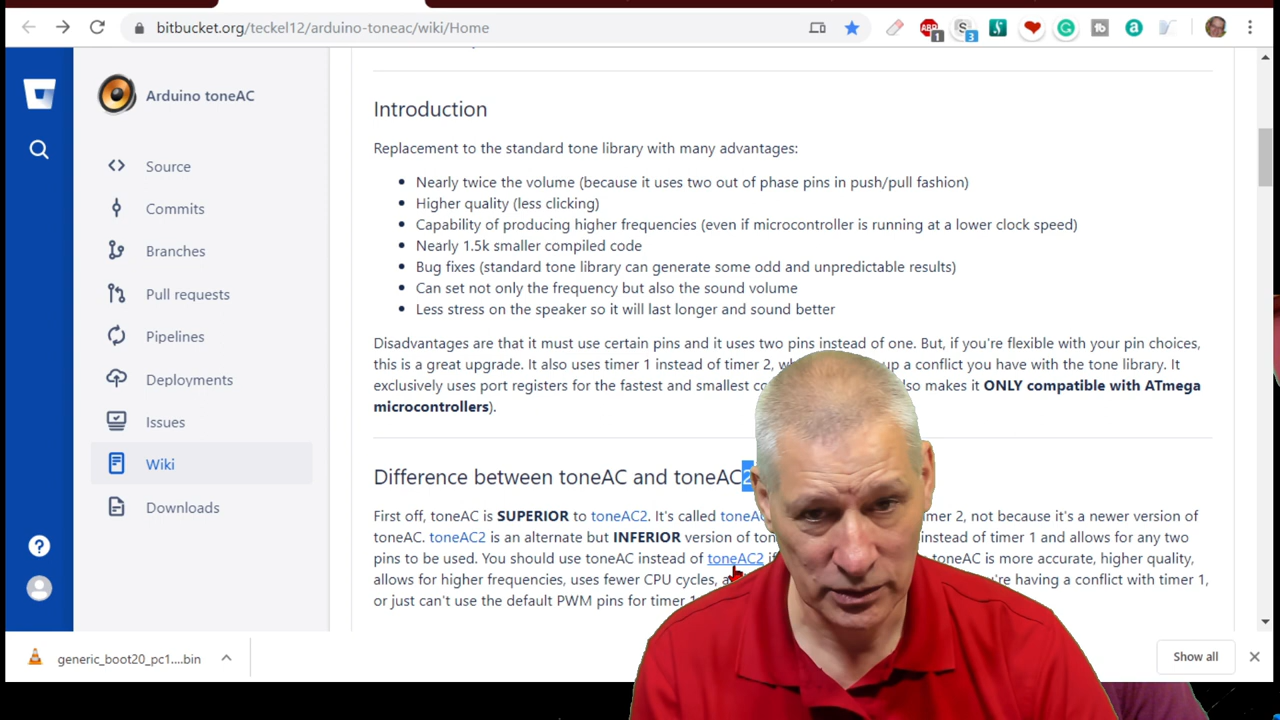 bitbucket.org/teckel12/arduino-toneac/wiki/Home
1
3
Arduino toneAC
Source
Commits
Branches
Pull requests
Pipelines
Deployments
Issues
Wiki
Downloads
Introduction
Replacement to the standard tone library with many advantages:
Nearly twice the volume (because it uses two out of phase pins in push/pull fashion)
Higher quality (less clicking)
Capability of producing higher frequencies (even if microcontroller is running at a lower clock speed)
Nearly 1.5k smaller compiled code
Bug fixes (standard tone library can generate some odd and unpredictable results)
Can set not only the frequency but also the sound volume
Less stress on the speaker so it will last longer and sound better
Disadvantages are that it must use certain pins and it uses two pins instead of one. But, if you're flexible with your pin choices,
this is a great upgrade. It also uses timer 1 instead of timer 2, up a conflict you have with the tone library. It
exclusively uses port registers for the fastest and smallest makes it ONLY compatible with ATmega
microcontrollers).
Difference between toneAC and toneAC2
First off, toneAC is SUPERIOR to toneAC2. It's called 2, not because it's a newer version of
toneAC. toneAC2 is an alternate but INFERIOR version of instead of timer 1 and allows for any two
pins to be used. You should use toneAC instead of toneAC2 toneAC is more accurate, higher quality,
allows for higher frequencies, uses fewer CPU cycles, having a conflict with timer 1,
or just can't use the default PWM pins for timer
generic_boot20_pc1....bin
Show all